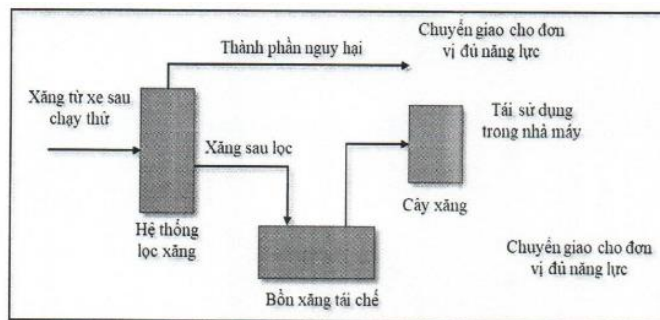 Thành phần nguy hại
Chuyển giao cho đơn
vị đủ năng lực
Xăng từ xe sau
chạy thử
Tái sử dụng
trong nhà máy
Xăng sau lọc
Cây xăng
Hệ thống
lọc xăng
Bồn xăng tái chế
Chuyển giao cho đơn
vị đủ năng lực